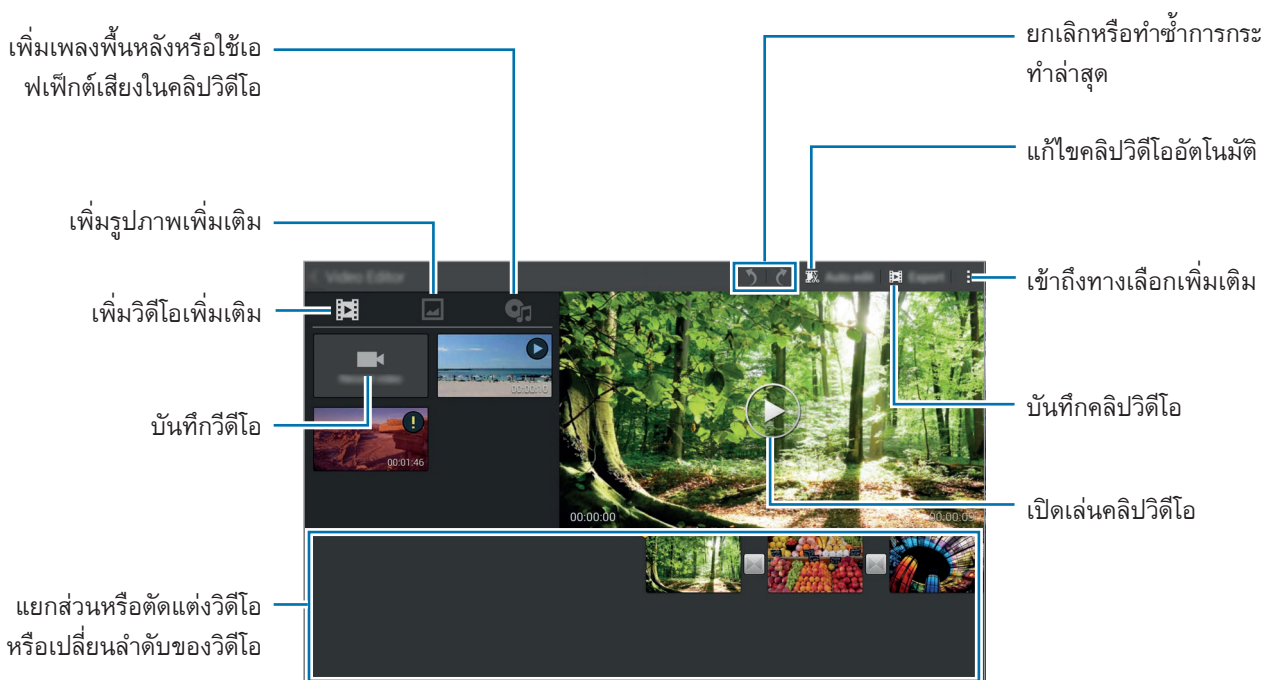 เพิ่มเพลงพื้นหลังหรือใช้เอ
ฟเฟ็กต์เสียงในคลิปวิดีโอ
ยกเลิกหรือทำซ้ำการกระ
ทำล่าสุด
แก้ไขคลิปวิดีโออัตโนมัติ
เพิ่มรูปภาพเพิ่มเติม
Video Editor
Auto edit
Export
เข้าถึงทางเลือกเพิ่มเติม
เพิ่มวิดีโอเพิ่มเติม
00:00:10
บันทึกวีดีโอ
บันทึกคลิปวิดีโอ
00:01:46
เปิดเล่นคลิปวิดีโอ
00:00:00
00:00:09
แยกส่วนหรือตัดแต่งวิดีโอ
หรือเปลี่ยนลำดับของวิดีโอ